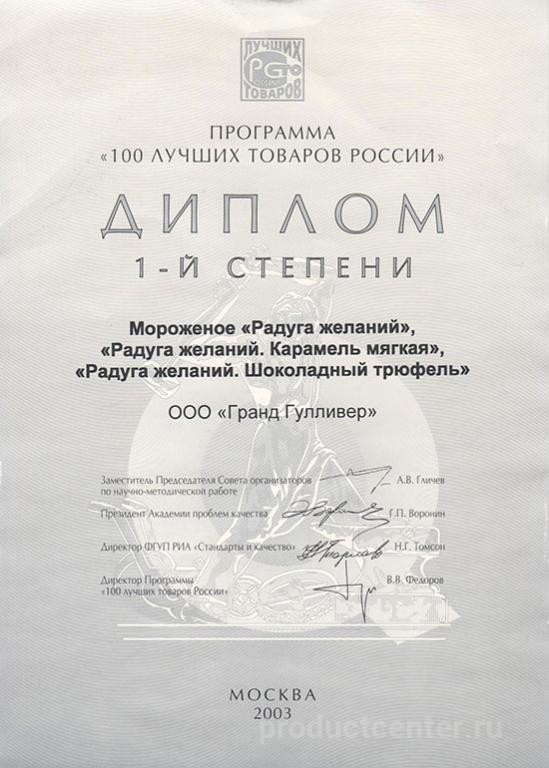 ЛУЧШИХ
ТОВАРОВ
ПРОГРАММА
«100 ЛУЧШИХ ТОВАРОВ РОССИИ»
ДИПЛОМ
1-Й СТЕПЕНИ
Мороженое «Радуга желаний»,
«Радуга желаний. Карамель мягкая»,
«Радуга желаний. Шоколадный трюфель»
ООО «Гранд Гулливер»
Заместитель Председателя Совета организаторов
по научно-методической работе А.В. Гличев
Президент Академии проблем качества Г.П. Воронин
Директор ФГУП РИА «Стандарты и качество» Н.Г. Томсон
Директор Программы В.В. Федоров
«100 лучших товаров России»
МОСКВА
2003
productcenter.ru